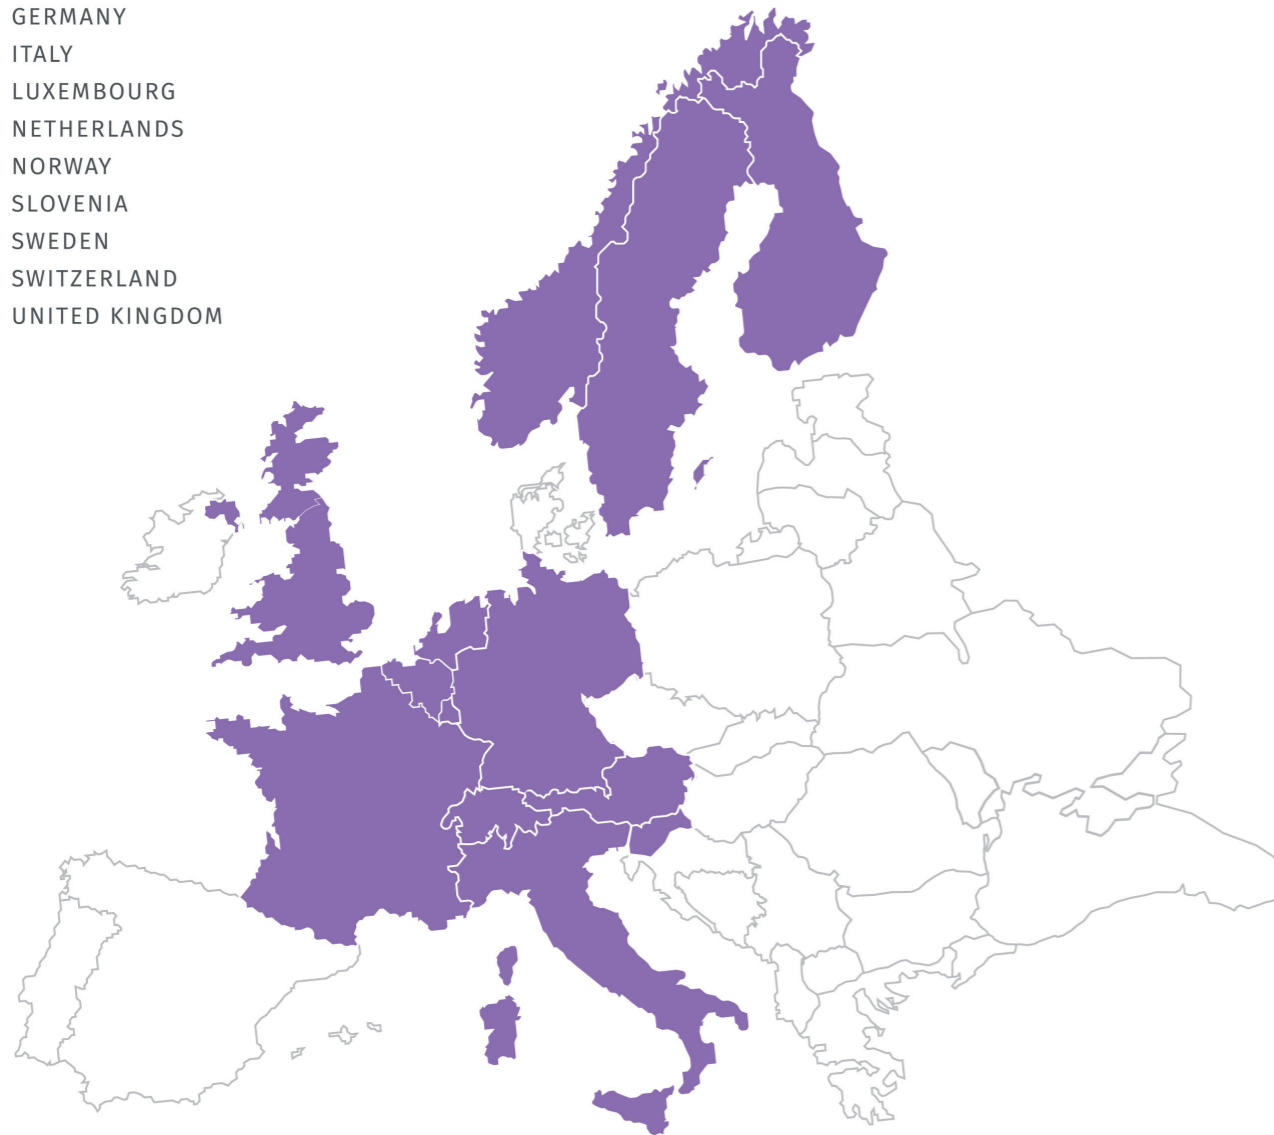 GERMANY
ITALY
LUXEMBOURG
NETHERLANDS
NORWAY
SLOVENIA
SWEDEN
SWITZERLAND
UNITED KINGDOM